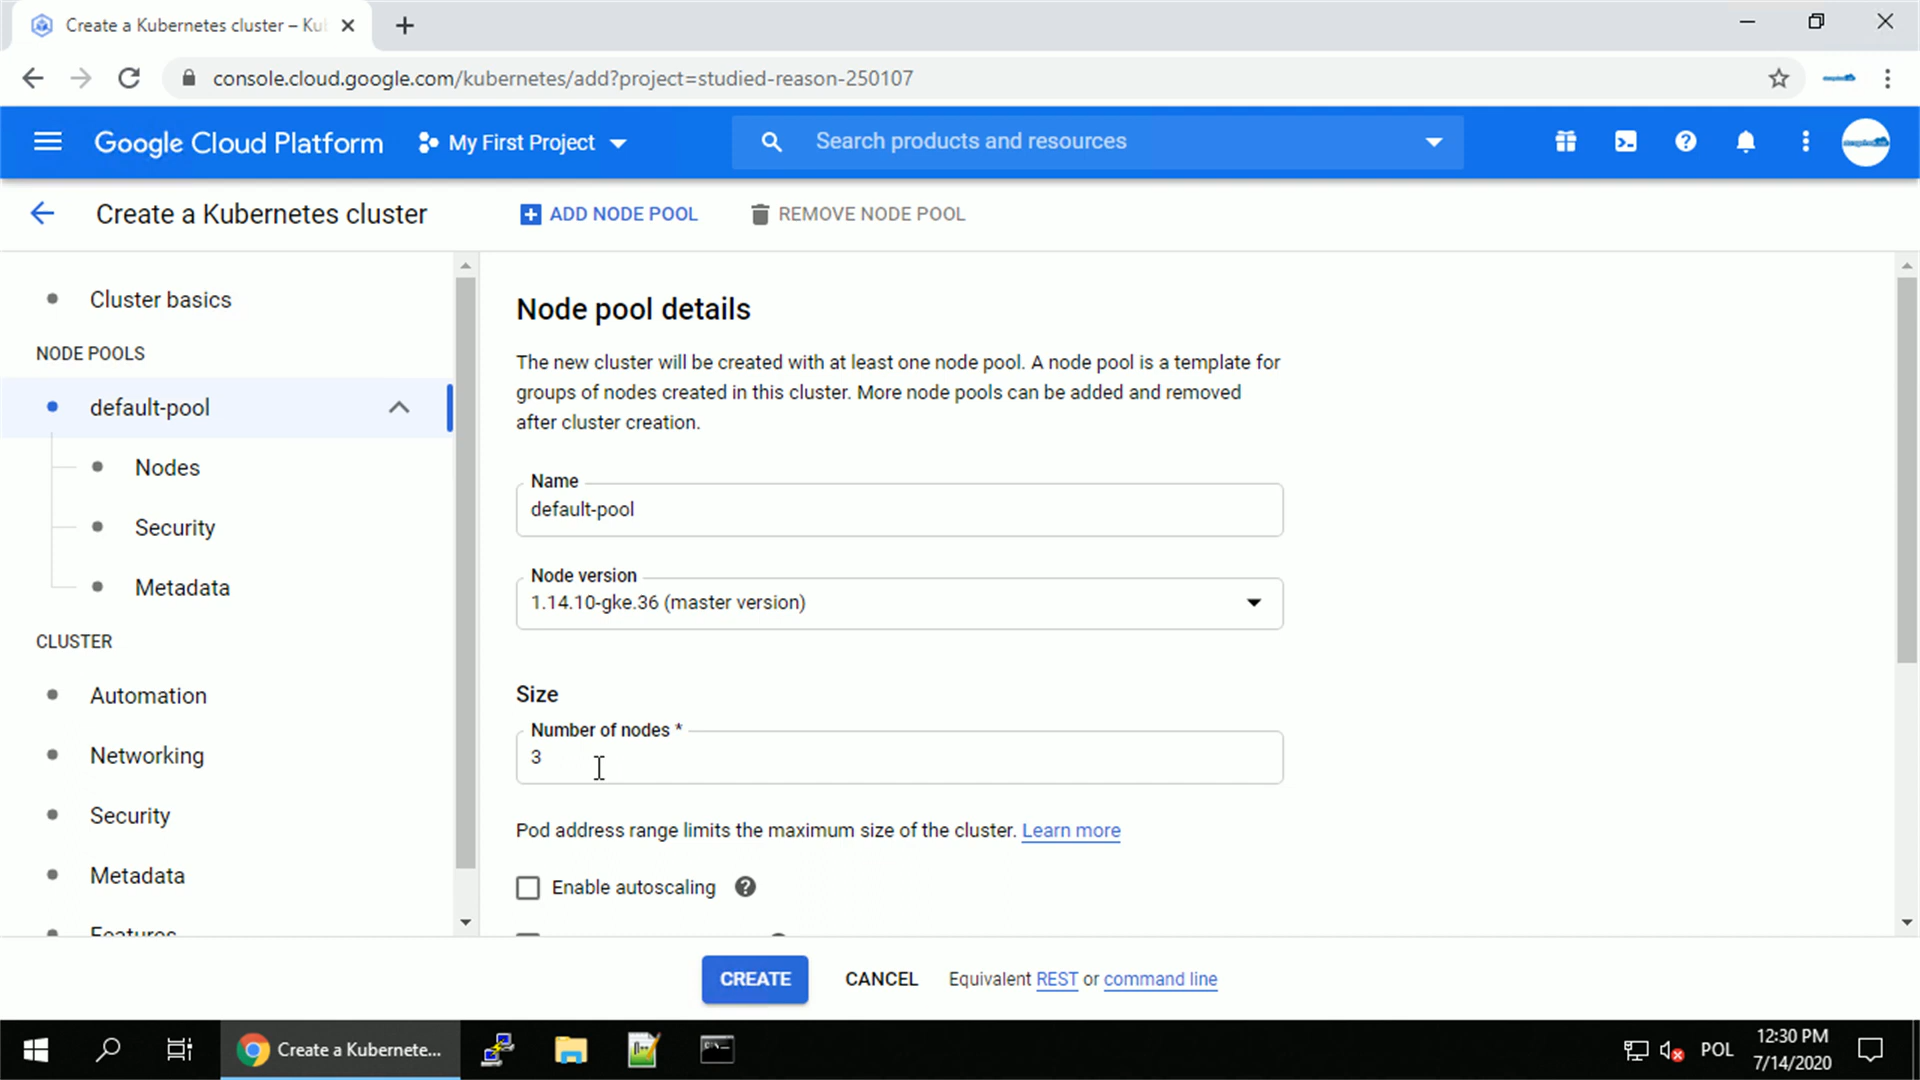 Create a Kubernetes cluster – Ku
console.cloud.google.com/kubernetes/add?project=studied-reason-250107
Google Cloud Platform
My First Project
Search products and resources
Create a Kubernetes cluster
ADD NODE POOL
REMOVE NODE POOL
Cluster basics
NODE POOLS
default-pool
Nodes
Security
Metadata
CLUSTER
Automation
Networking
Security
Metadata
Features
Node pool details
The new cluster will be created with at least one node pool. A node pool is a template for
groups of nodes created in this cluster. More node pools can be added and removed
after cluster creation.
Name
default-pool
Node version
1.14.10-gke.36 (master version)
Size
Number of nodes *
3
Pod address range limits the maximum size of the cluster. Learn more
Enable autoscaling
CREATE
CANCEL
Equivalent REST or command line
Create a Kubernete...
POL
12:30 PM
7/14/2020